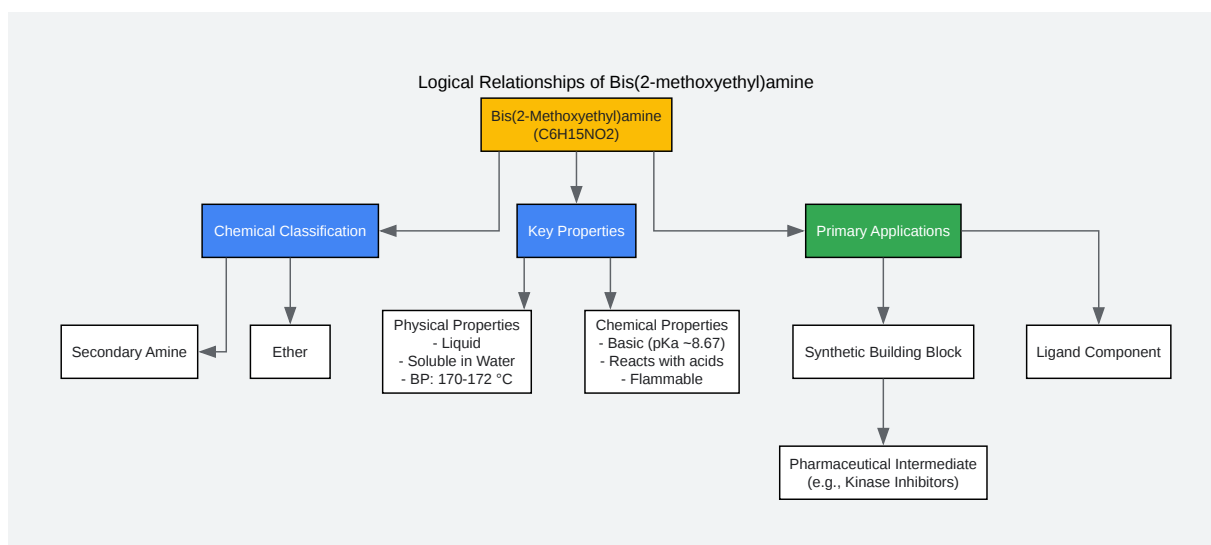 Logical Relationships of Bis(2-methoxyethyl)amine
Bis(2-Methoxyethyl)amine
(C6H15NO2)
Chemical Classification
Key Properties
Primary Applications
Secondary Amine
Ether
Physical Properties
- Liquid
- Soluble in Water
- BP: 170-172 °C
Chemical Properties
- Basic (pKa ~8.67)
- Reacts with acids
- Flammable
Synthetic Building Block
Ligand Component
Pharmaceutical Intermediate
(e.g., Kinase Inhibitors)